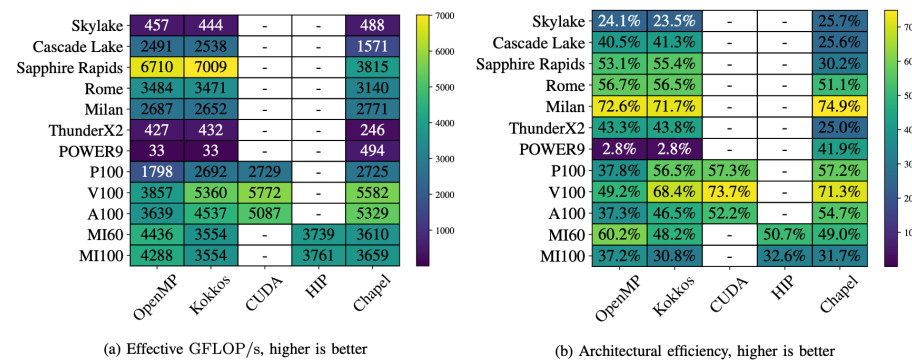 Skylake 457 444 - - 488
Cascade Lake 2491 2538 - - 1571
Sapphire Rapids 6710 7009 - - 3815
Rome 3484 3471 - - 3140
Milan 2687 2652 - - 2771
ThunderX2 427 432 - - 246
POWER9 33 33 - - 494
P100 1798 2692 2729 - 2725
V100 3857 5360 5772 - 5582
A100 3639 4537 5087 - 5329
MI60 4436 3554 - 3739 3610
MI100 4288 3554 - 3761 3659
OpenMP Kokkos CUDA HIP Chapel
7000
6000
5000
4000
3000
2000
1000
(a) Effective GFLOP/s, higher is better
Skylake 24.1% 23.5% - - 25.7%
Cascade Lake 40.5% 41.3% - - 25.6%
Sapphire Rapids 53.1% 55.4% - - 30.2%
Rome 56.7% 56.5% - - 51.1%
Milan 72.6% 71.7% - - 74.9%
ThunderX2 43.3% 43.8% - - 25.0%
POWER9 2.8% 2.8% - - 41.9%
P100 37.8% 56.5% 57.3% - 57.2%
V100 49.2% 68.4% 73.7% - 71.3%
A100 37.3% 46.5% 52.2% - 54.7%
MI60 60.2% 48.2% - 50.7% 49.0%
MI100 37.2% 30.8% - 32.6% 31.7%
OpenMP Kokkos CUDA HIP Chapel
70
60
50
40
30
20
10
(b) Architectural efficiency, higher is better